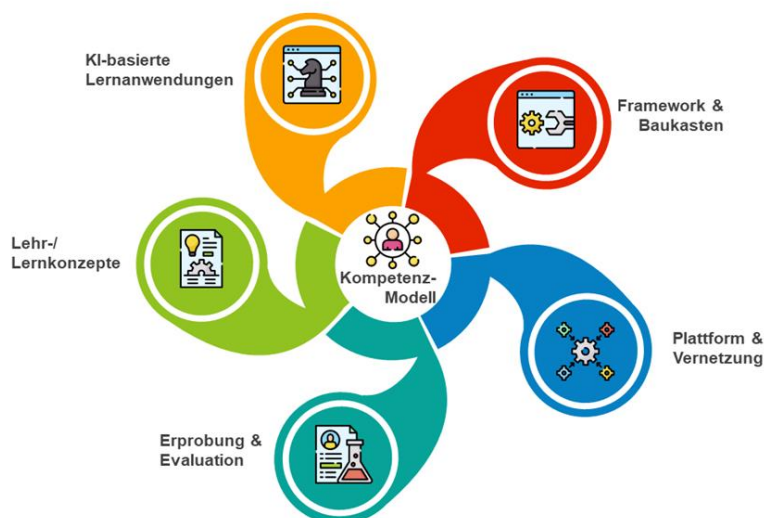 KI-basierte
Lernanwendungen
Framework &
Baukasten
Lehr-/
Lernkonzepte
Kompetenz-
Modell
Plattform &
Vernetzung
Erprobung &
Evaluation